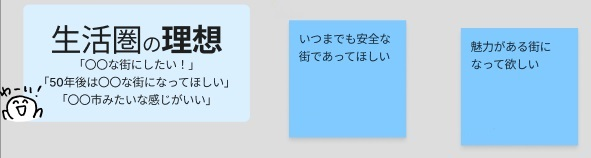 生活圏の理想
「〇〇な街にしたい！」
「50年後は〇〇な街になってほしい」
「〇〇市みたいな感じがいい」
わーい!!
いつまでも安全な
街であってほしい
魅力がある街に
なって欲しい